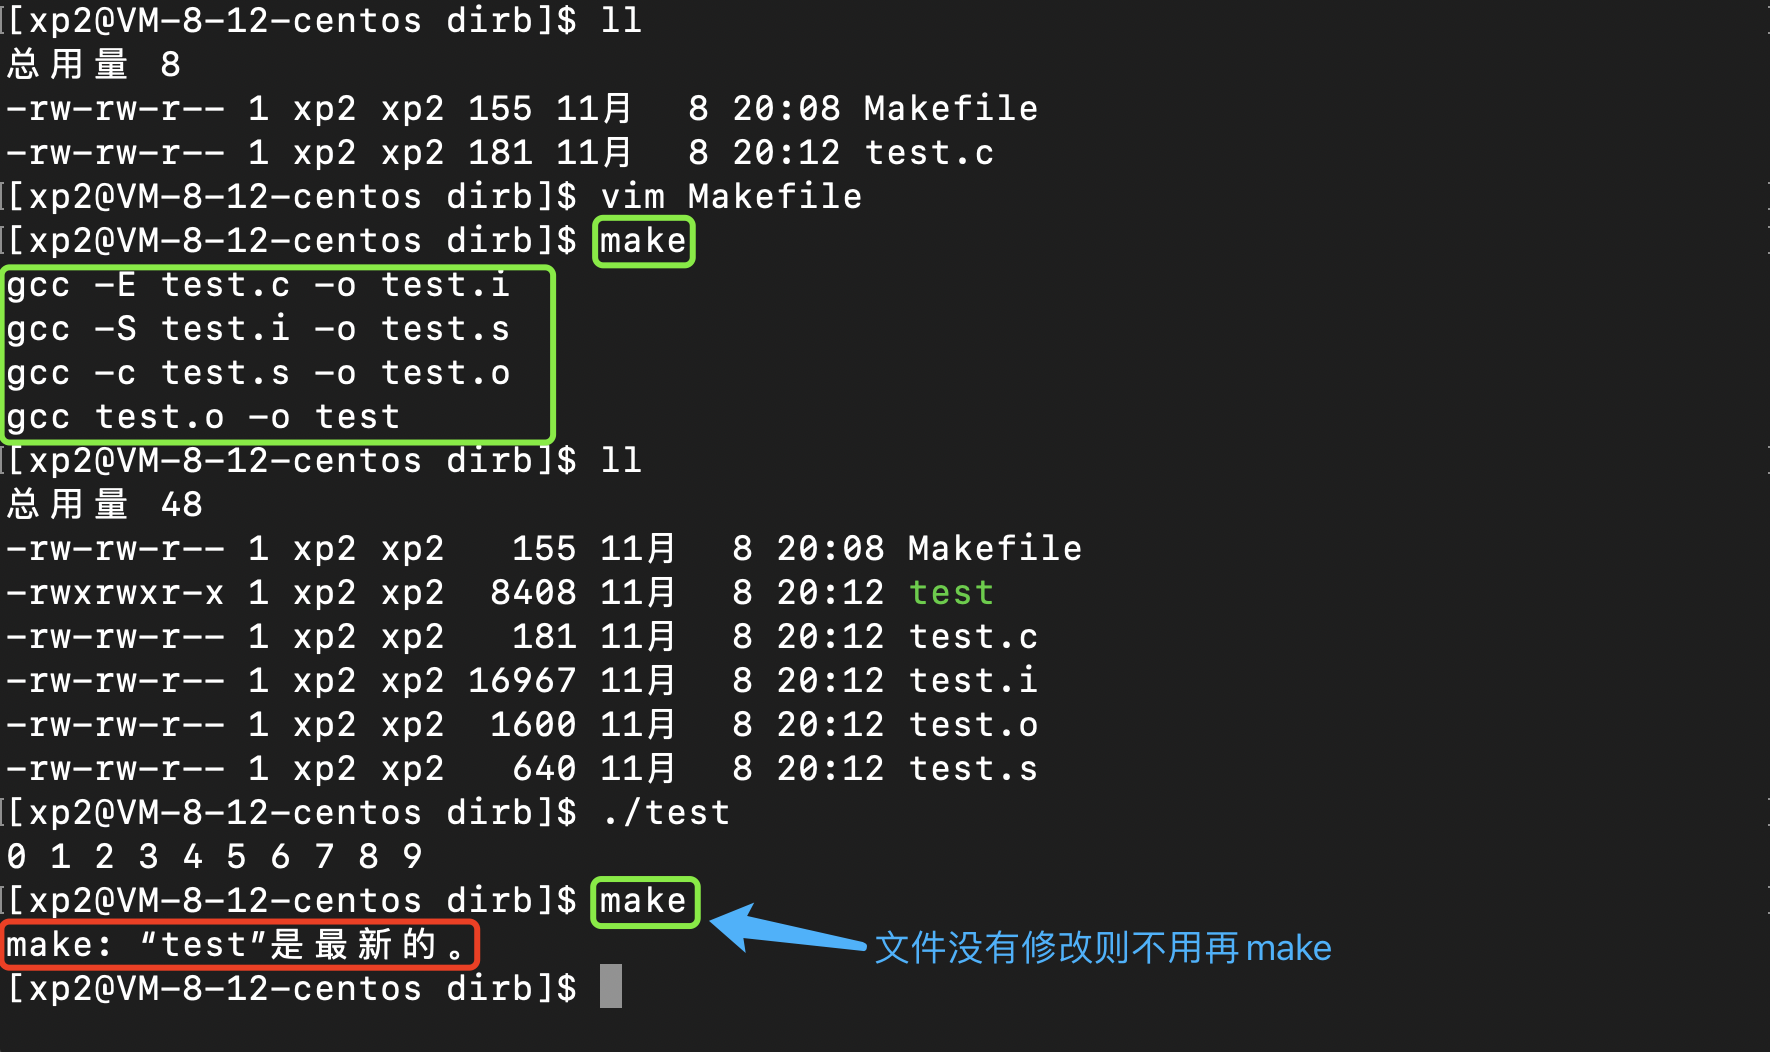 [xp2@VM-8-12-centos dirb]$ ll
总用量 8
-rw-rw-r-- 1 xp2 xp2 155 11月  8 20:08 Makefile
-rw-rw-r-- 1 xp2 xp2 181 11月  8 20:12 test.c
[xp2@VM-8-12-centos dirb]$ vim Makefile
[xp2@VM-8-12-centos dirb]$ make
gcc -E test.c -o test.i
gcc -S test.i -o test.s
gcc -c test.s -o test.o
gcc test.o -o test
[xp2@VM-8-12-centos dirb]$ ll
总用量 48
-rw-rw-r-- 1 xp2 xp2   155 11月  8 20:08 Makefile
-rwxrwxr-x 1 xp2 xp2  8408 11月  8 20:12 test
-rw-rw-r-- 1 xp2 xp2   181 11月  8 20:12 test.c
-rw-rw-r-- 1 xp2 xp2 16967 11月  8 20:12 test.i
-rw-rw-r-- 1 xp2 xp2  1600 11月  8 20:12 test.o
-rw-rw-r-- 1 xp2 xp2   640 11月  8 20:12 test.s
[xp2@VM-8-12-centos dirb]$ ./test
0 1 2 3 4 5 6 7 8 9
[xp2@VM-8-12-centos dirb]$ make
make: “test”是最新的。
文件没有修改则不用再make
[xp2@VM-8-12-centos dirb]$